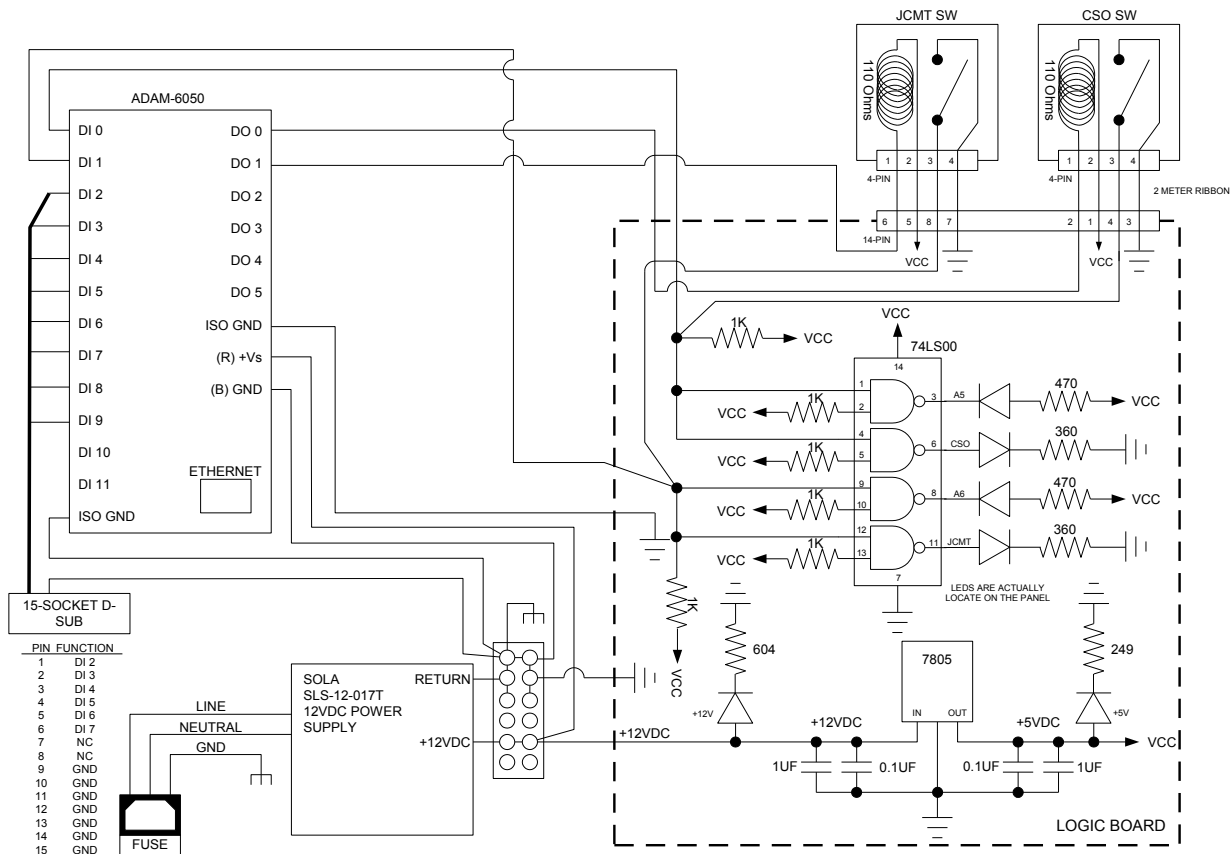 JCMT SW
CSO SW
110 Ohms
110 Ohms
1 2 3 4
1 2 3 4
4-PIN
4-PIN
2 METER RIBBON
6 5 8 7
2 1 4 3
14-PIN
VCC
VCC
ADAM-6050
DI 0
DI 1
DI 2
DI 3
DI 4
DI 5
DI 6
DI 7
DI 8
DI 9
DI 10
DI 11
ISO GND
DO 0
DO 1
DO 2
DO 3
DO 4
DO 5
ISO GND
(R) +Vs
(B) GND
ETHERNET
1K
VCC
VCC
74LS00
14
1
2
3
A5
470
VCC
VCC
1K
4
5
6
CSO
360
VCC
1K
9
10
8
A6
470
VCC
VCC
1K
12
13
11
JCMT
360
VCC
1K
7
LEDS ARE ACTUALLY
LOCATE ON THE PANEL
1K
VCC
604
+12V
7805
IN OUT
249
+5V
+12VDC
+12VDC
+5VDC
VCC
1UF
0.1UF
0.1UF
1UF
LOGIC BOARD
15-SOCKET D-
SUB
PIN FUNCTION
1 DI 2
2 DI 3
3 DI 4
4 DI 5
5 DI 6
6 DI 7
7 NC
8 NC
9 GND
10 GND
11 GND
12 GND
13 GND
14 GND
15 GND
LINE
NEUTRAL
GND
FUSE
SOLA
SLS-12-017T
12VDC POWER
SUPPLY
RETURN
+12VDC